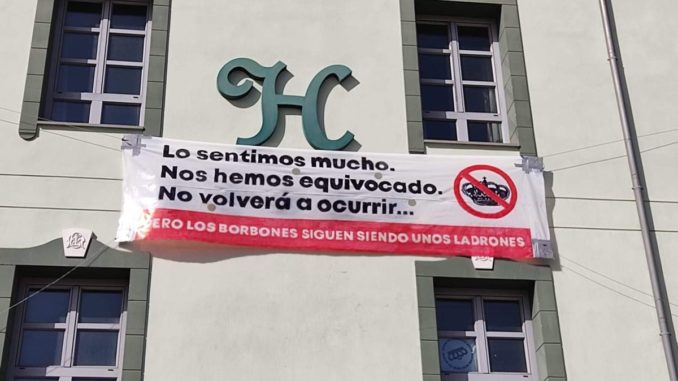 H
Lo sentimos mucho.
Nos hemos equivocado.
No volverá a ocurrir...
ERO LOS BORBONES SIGUEN SIENDO UNOS LADRONES